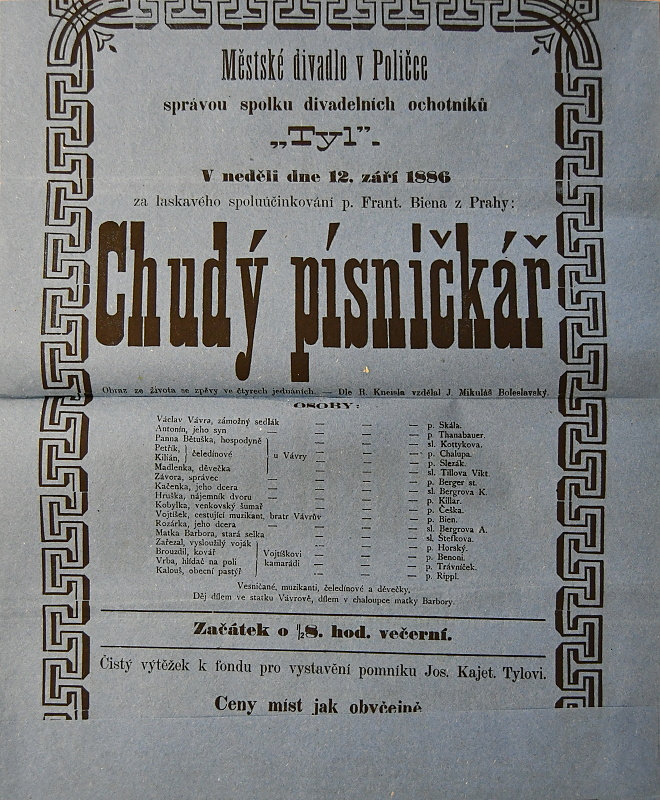 Městské divadlo v Poličce
správou spolku divadelních ochotníků
„Tyl”.
V neděli dne 12. září 1886
za laskavého spoluúčinkování p. Frant. Biena z Prahy:
Chudý písničkář
Obraz ze života se zpěvy ve čtyrech jednáních. — Dle R. Kneisla vzdělal J. Mikuláš Boleslavský.
OSOBY:
Václav Vávra, zámožný sedlák — — — p. Skála.
Antonín, jeho syn — — — — p. Thanabauer.
Panna Bětuška, hospodyně — — — sl. Kottykova.
Petřík, } čeledínové } u Vávry — — — p. Chalupa.
Kilián, — — — p. Slezák.
Madlenka, děvečka — — — sl. Tillova Vikt.
Závora, správec — — — — p. Berger st.
Kačenka, jeho dcera — — — — sl. Bergrova K.
Hruška, nájemník dvoru — — — — p. Killar.
Kobylka, venkovský šumař — — — p. Češka.
Vojtíšek, cestující muzikant, bratr Vávrův — — — p. Bien.
Rozárka, jeho dcera — — — — sl. Bergrova A.
Matka Barbora, stará selka — — — sl. Štefkova.
Zařezal, vysloužilý voják — — — p. Horský.
Brouzdil, kovář } Vojtíškovi — — — p. Benoni.
Vrba, hlídač na poli } kamarádi — — — p. Trávníček.
Kalouš, obecní pastýř — — — p. Rippl.
Vesničané, muzikanti, čeledínové a děvečky.
Děj dílem ve statku Vávrově, dílem v chaloupce matky Barbory.
Začátek o 1/2 8. hod. večerní.
Čistý výtěžek k fondu pro vystavění pomníku Jos. Kajet. Tylovi.
Ceny míst jak obyčejně